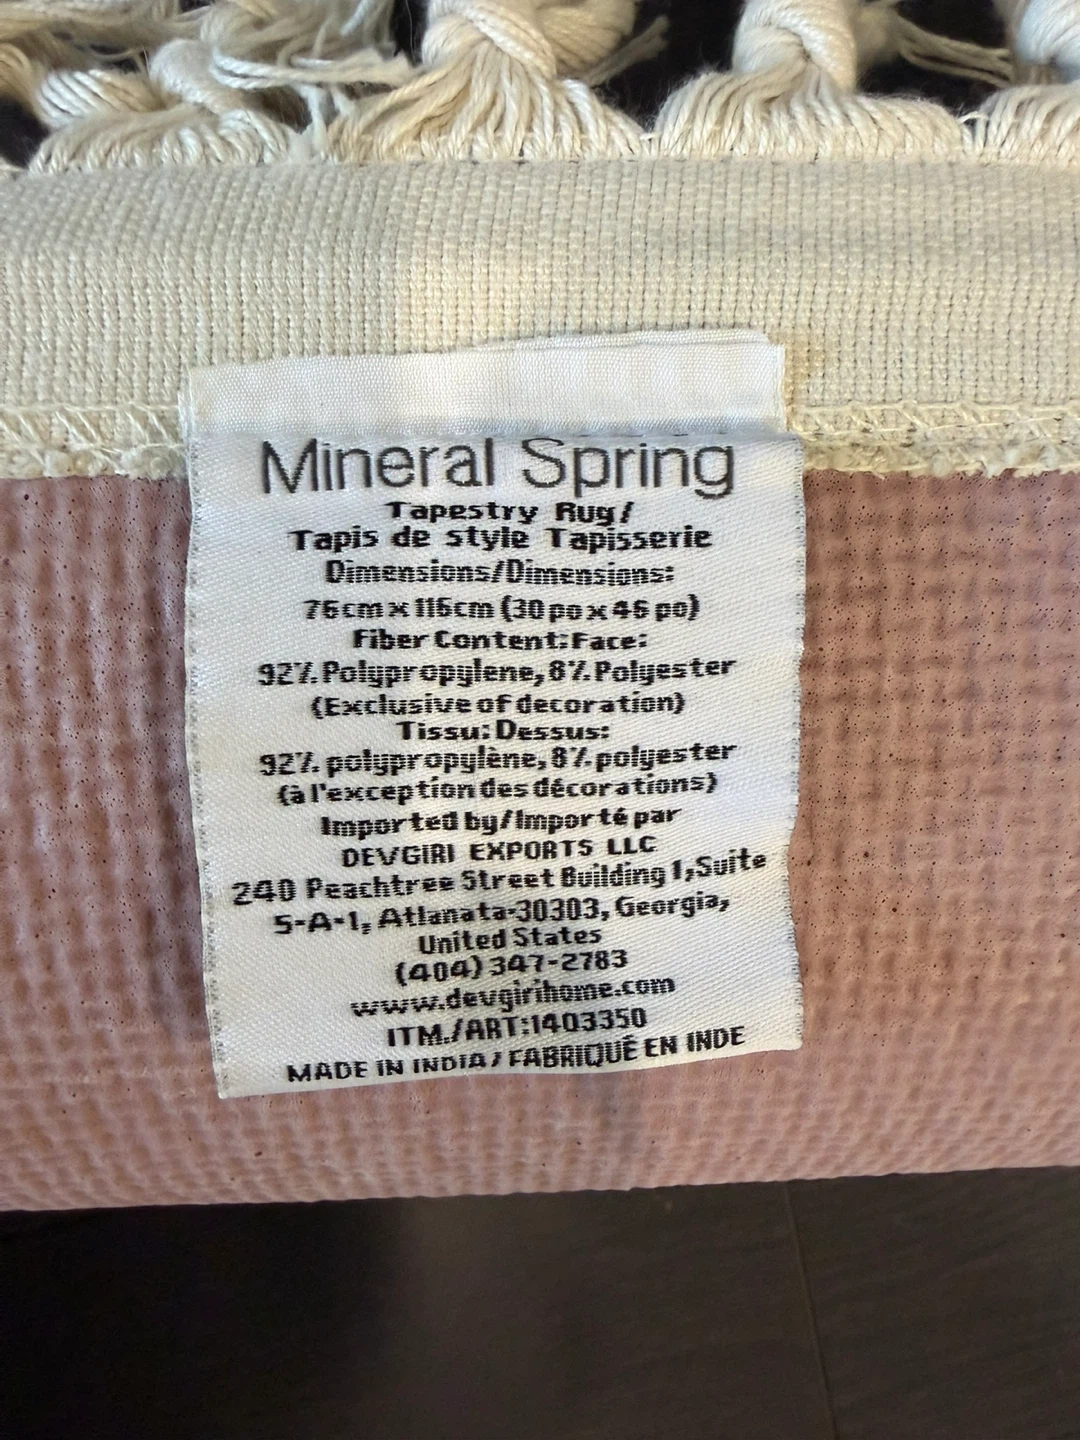 Mineral Spring
Tapestry Rug/
Tapis de style Tapisserie
Dimensions/Dimensions:
76cm x 116cm (30 po x 46 po)
Fiber Content:Face:
92% Polypropylene, 8% Polyester
(Exclusive of decoration)
Tissu: Dessus:
92% polypropylène, 8% polyester
(à l'exception des décorations)
Imported by/Importé par
DEVGIRI EXPORTS LLC
240 Peachtree Street Building 1, Suite
5-A-1, Atlanata-30303, Georgia,
United States
(404) 347-2783
www.devgirihome.com
ITM./ART:1403350
MADE IN INDIA / FABRIQUÉ EN INDE